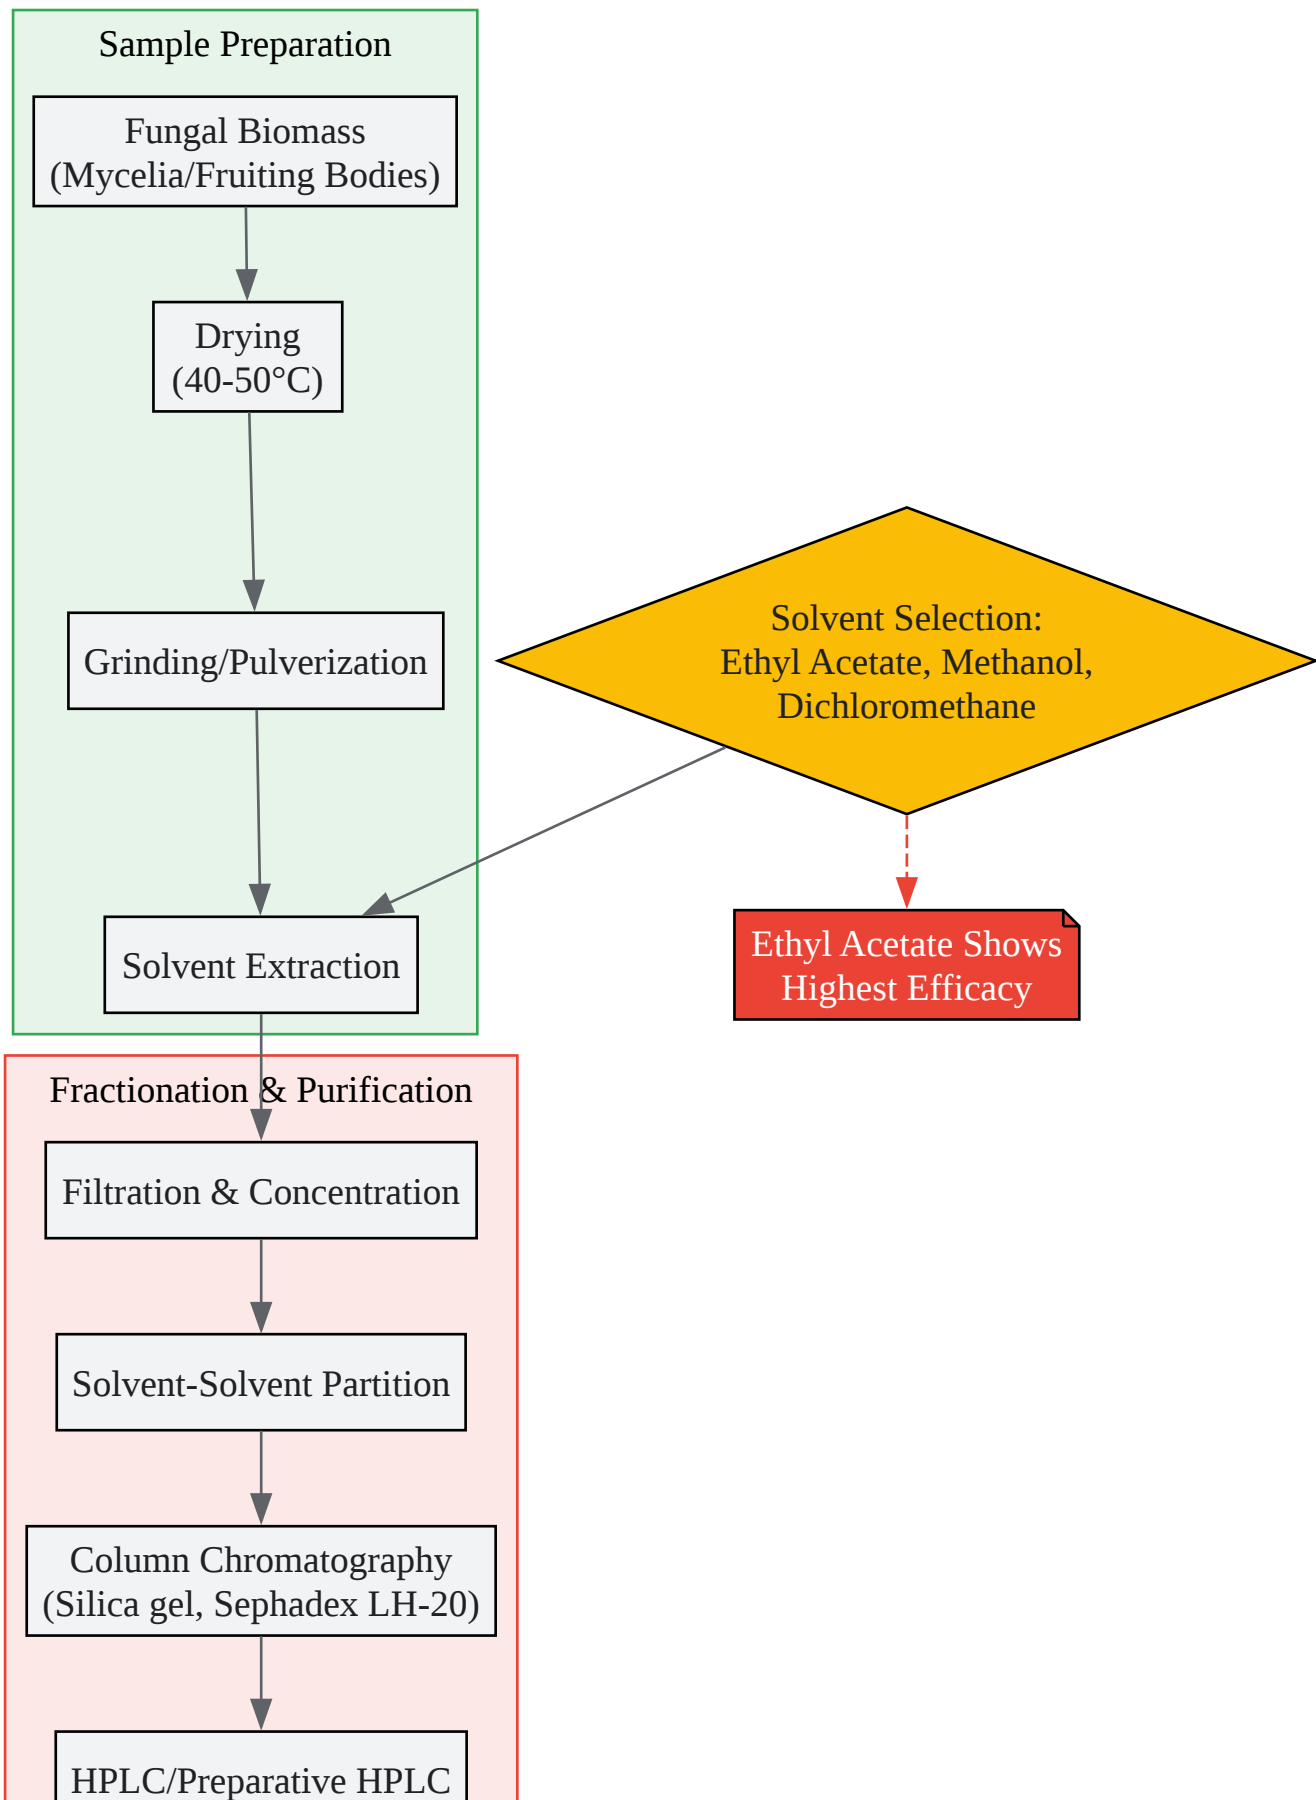 Sample Preparation
Fungal Biomass
(Mycelia/Fruiting Bodies)
Drying
(40-50°C)
Grinding/Pulverization
Solvent Selection:
Ethyl Acetate, Methanol,
Dichloromethane
Solvent Extraction
Ethyl Acetate Shows
Highest Efficacy
Fractionation & Purification
Filtration & Concentration
Solvent-Solvent Partition
Column Chromatography
(Silica gel, Sephadex LH-20)
HPLC/Preparative HPLC